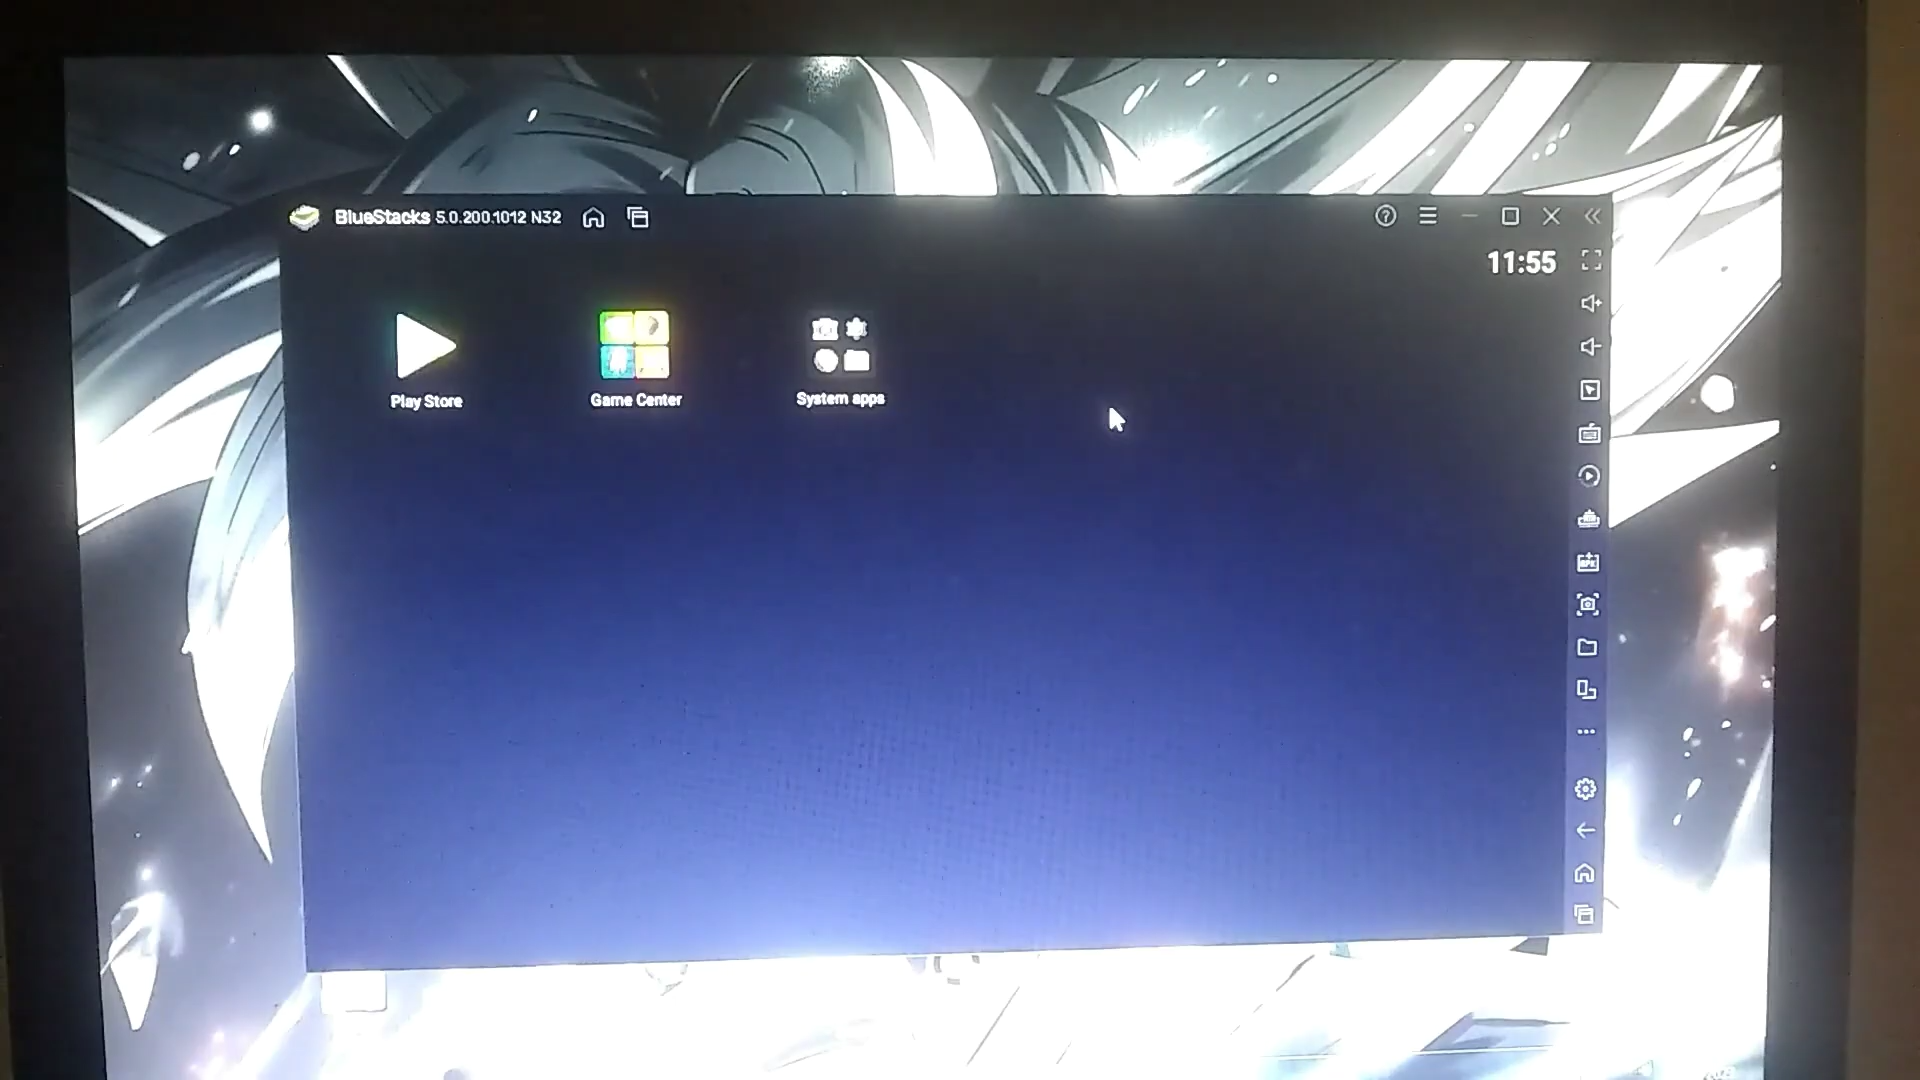 BlueStacks 5.0.200.1012 N32
11:55
Play Store
Game Center
System apps